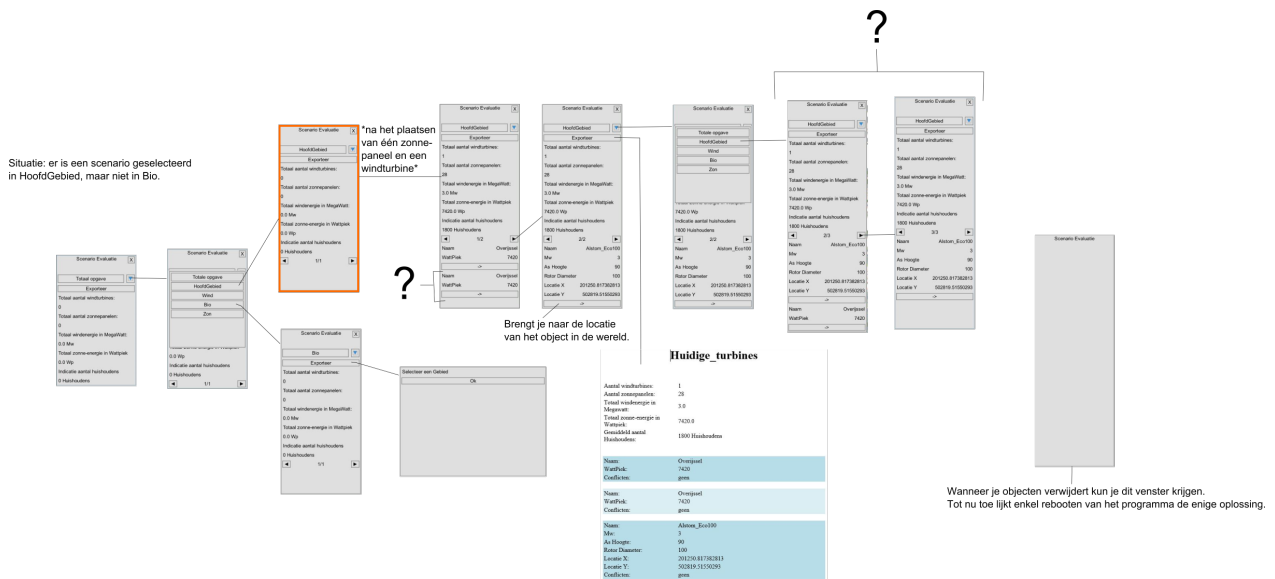 Situatie: er is een scenario geselecteerd
in HoofdGebied, maar niet in Bio.
Scenario Evaluatie X
Totaal opgave
Exporteer
Totaal aantal windturbines:
0
Totaal aantal zonnepanelen:
0
Totaal windenergie in MegaWatt:
0.0 Mw
Totaal zonne-energie in Wattpiek
0.0 Wp
Indicatie aantal huishoudens
0 Huishoudens
Scenario Evaluatie X
Totale opgave
HoofdGebied
Wind
Bio
Zon
0.0 Wp
Indicatie aantal huishoudens
0 Huishoudens
1/1
Scenario Evaluatie X
HoofdGebied
Exporteer
Totaal aantal windturbines:
0
Totaal aantal zonnepanelen:
0
Totaal windenergie in MegaWatt:
0.0 Mw
Totaal zonne-energie in Wattpiek
0.0 Wp
Indicatie aantal huishoudens
0 Huishoudens
1/1
Scenario Evaluatie X
Bio
Exporteer
Totaal aantal windturbines:
0
Totaal aantal zonnepanelen:
0
Totaal windenergie in MegaWatt:
0.0 Mw
Totaal zonne-energie in Wattpiek
0.0 Wp
Indicatie aantal huishoudens
0 Huishoudens
1/1
Selecteer een Gebied
Ok
*na het plaatsen
van één zonne-
paneel en een
windturbine*
?
Scenario Evaluatie X
HoofdGebied
Exporteer
Totaal aantal windturbines:
1
Totaal aantal zonnepanelen:
28
Totaal windenergie in MegaWatt:
3.0 Mw
Totaal zonne-energie in Wattpiek
7420.0 Wp
Indicatie aantal huishoudens
1800 Huishoudens
1/2
Naam Overijssel
WattPiek 7420
->
Naam Overijssel
WattPiek 7420
->
Scenario Evaluatie X
HoofdGebied
Exporteer
Totaal aantal windturbines:
1
Totaal aantal zonnepanelen:
28
Totaal windenergie in MegaWatt:
3.0 Mw
Totaal zonne-energie in Wattpiek
7420.0 Wp
Indicatie aantal huishoudens
1800 Huishoudens
2/2
Naam Alstom_Eco100
Mw 3
As Hoogte 90
Rotor Diameter 100
Locatie X 201250.817382813
Locatie Y 502819.51550293
->
Brengt je naar de locatie
van het object in de wereld.
Scenario Evaluatie X
Totale opgave
HoofdGebied
Wind
Bio
Zon
7420.0 Wp
Indicatie aantal huishoudens
1800 Huishoudens
2/2
Naam Alstom_Eco100
Mw 3
As Hoogte 90
Rotor Diameter 100
Locatie X 201250.817382813
Locatie Y 502819.51550293
->
?
Scenario Evaluatie X
HoofdGebied
Exporteer
Totaal aantal windturbines:
1
Totaal aantal zonnepanelen:
28
Totaal windenergie in MegaWatt:
3.0 Mw
Totaal zonne-energie in Wattpiek
7420.0 Wp
Indicatie aantal huishoudens
1800 Huishoudens
2/3
Naam Alstom_Eco100
Mw 3
As Hoogte 90
Rotor Diameter 100
Locatie X 201250.817382813
Locatie Y 502819.51550293
->
Naam Overijssel
WattPiek 7420
->
Scenario Evaluatie X
HoofdGebied
Exporteer
Totaal aantal windturbines:
1
Totaal aantal zonnepanelen:
28
Totaal windenergie in MegaWatt:
3.0 Mw
Totaal zonne-energie in Wattpiek
7420.0 Wp
Indicatie aantal huishoudens
1800 Huishoudens
3/3
Naam Alstom_Eco100
Mw 3
As Hoogte 90
Rotor Diameter 100
Locatie X 201250.817382813
Locatie Y 502819.51550293
->
Huidige_turbines
Aantal windturbines: 1
Aantal zonnepanelen: 28
Totaal windenergie in
Megawatt: 3.0
Totaal zonne-energie in
Wattpiek: 7420.0
Gemiddeld aantal
Huishoudens: 1800 Huishoudens
Naam: Overijssel
WattPiek: 7420
Conflicten: geen
Naam: Overijssel
WattPiek: 7420
Conflicten: geen
Naam: Alstom_Eco100
Mw: 3
As Hoogte: 90
Rotor Diameter: 100
Locatie X: 201250.817382813
Locatie Y: 502819.51550293
Conflicten: geen
Scenario Evaluatie
Wanneer je objecten verwijdert kun je dit venster krijgen.
Tot nu toe lijkt enkel rebooten van het programma de enige oplossing.